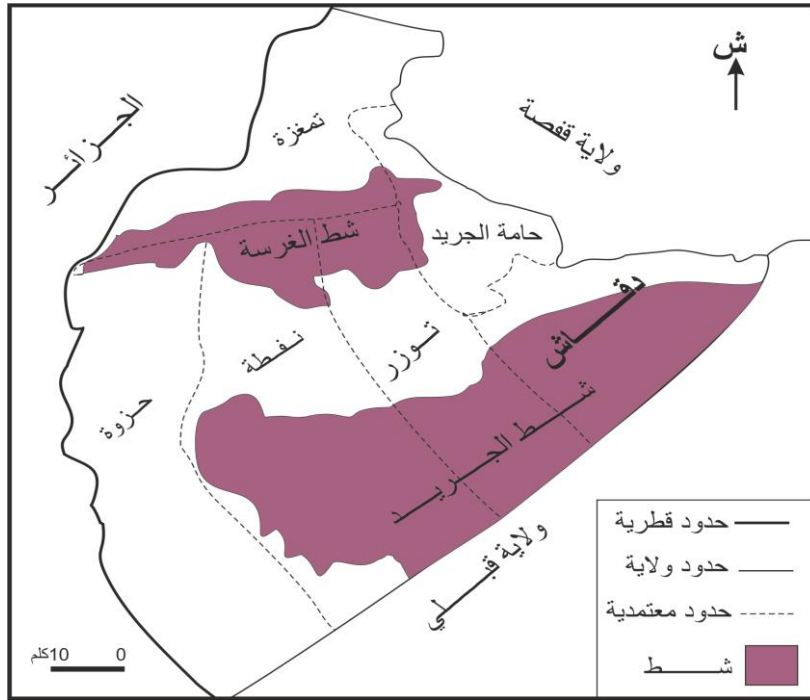 ش
الجزائر
تمغزة
ولاية قفصة
شط الغرسة
حامة الجريد
دقاش
توزر
نفطة
حزوة
شط الجريد
ولاية قبلي
حدود قطرية
حدود ولاية
حدود معتمدية
شط
0 10كلم